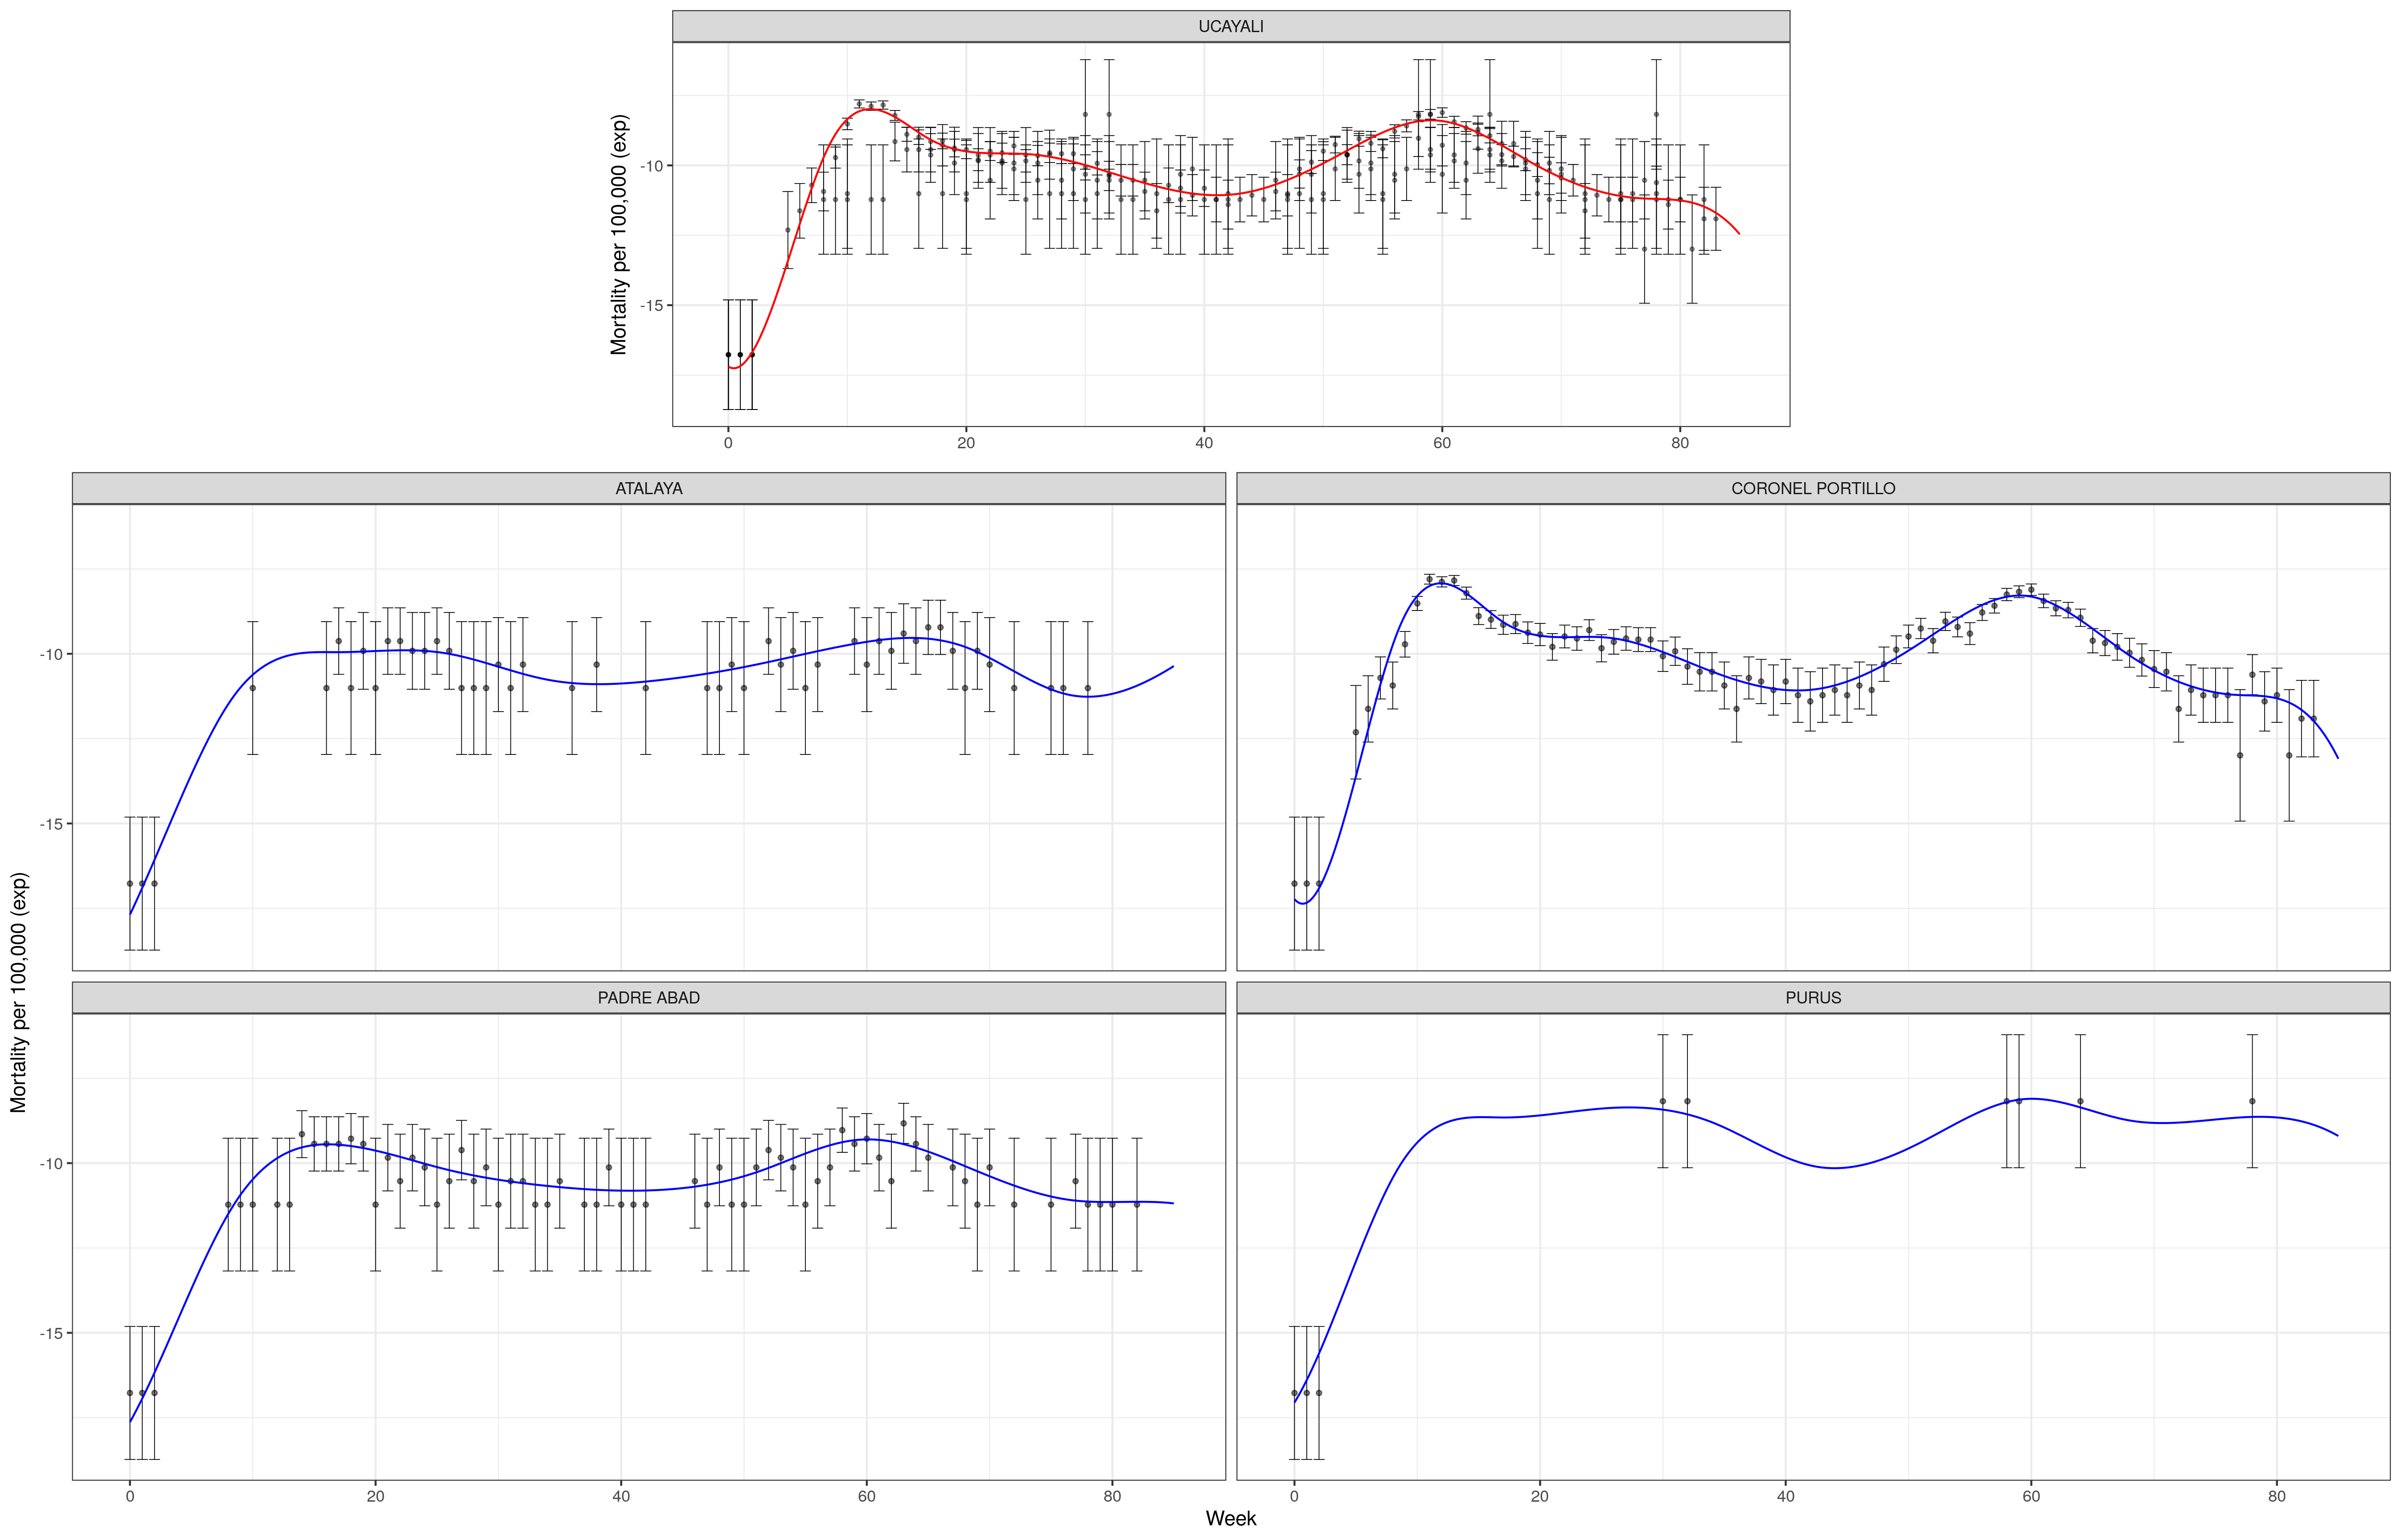 UCAYALI
Mortality per 100,000 (exp)
-10
-15
0 20 40 60 80
ATALAYA CORONEL PORTILLO
-10
-15
PADRE ABAD PURUS
Mortality per 100,000 (exp)
-10
-15
0 20 40 60 80 0 20 40 60 80
Week